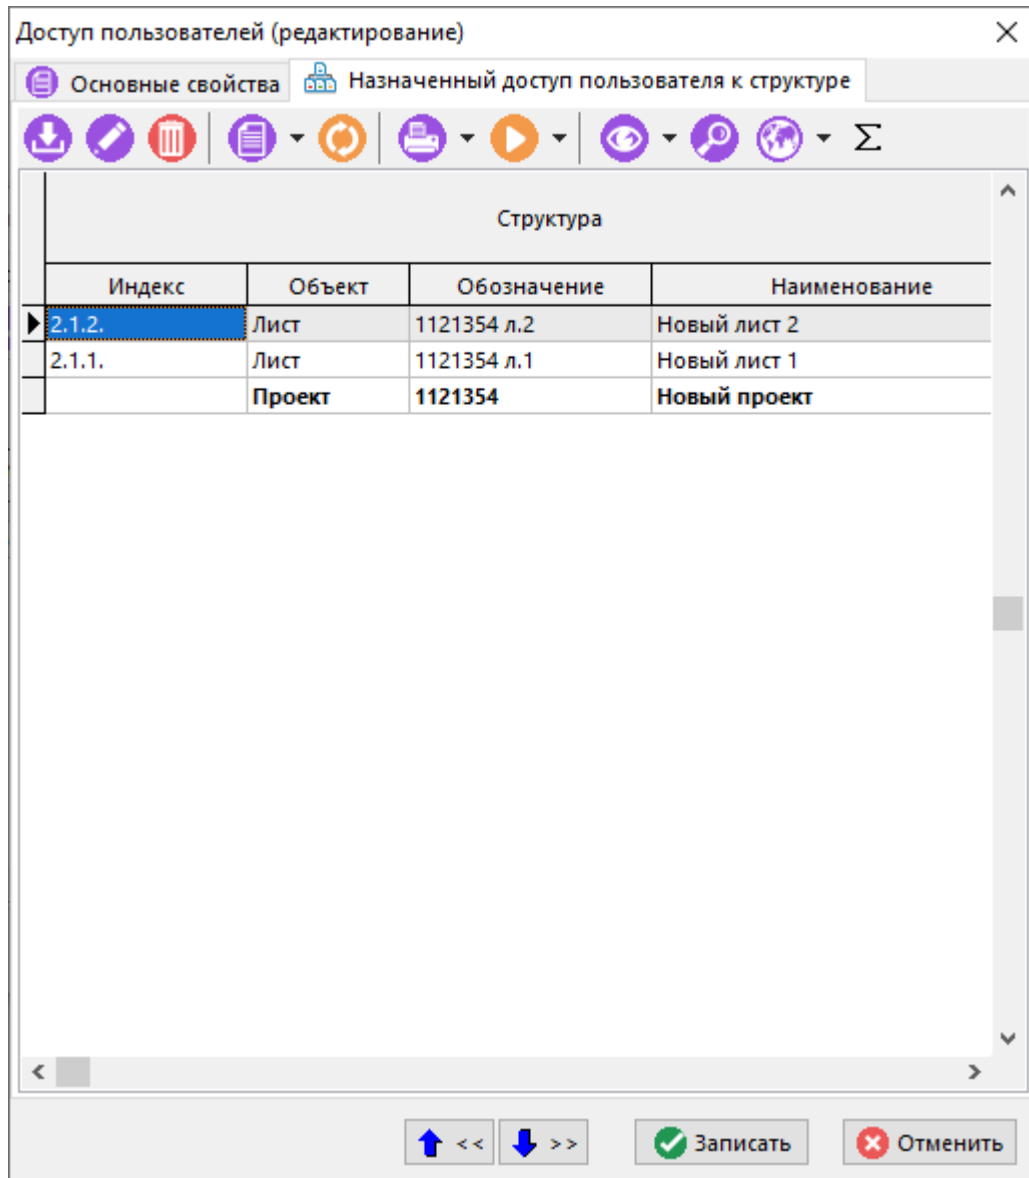 Доступ пользователей (редактирование)
Основные свойства Назначенный доступ пользователя к структуре
Σ
Структура
Индекс Объект Обозначение Наименование
2.1.2. Лист 1121354 л.2 Новый лист 2
2.1.1. Лист 1121354 л.1 Новый лист 1
Проект 1121354 Новый проект
<< >> Записать Отменить